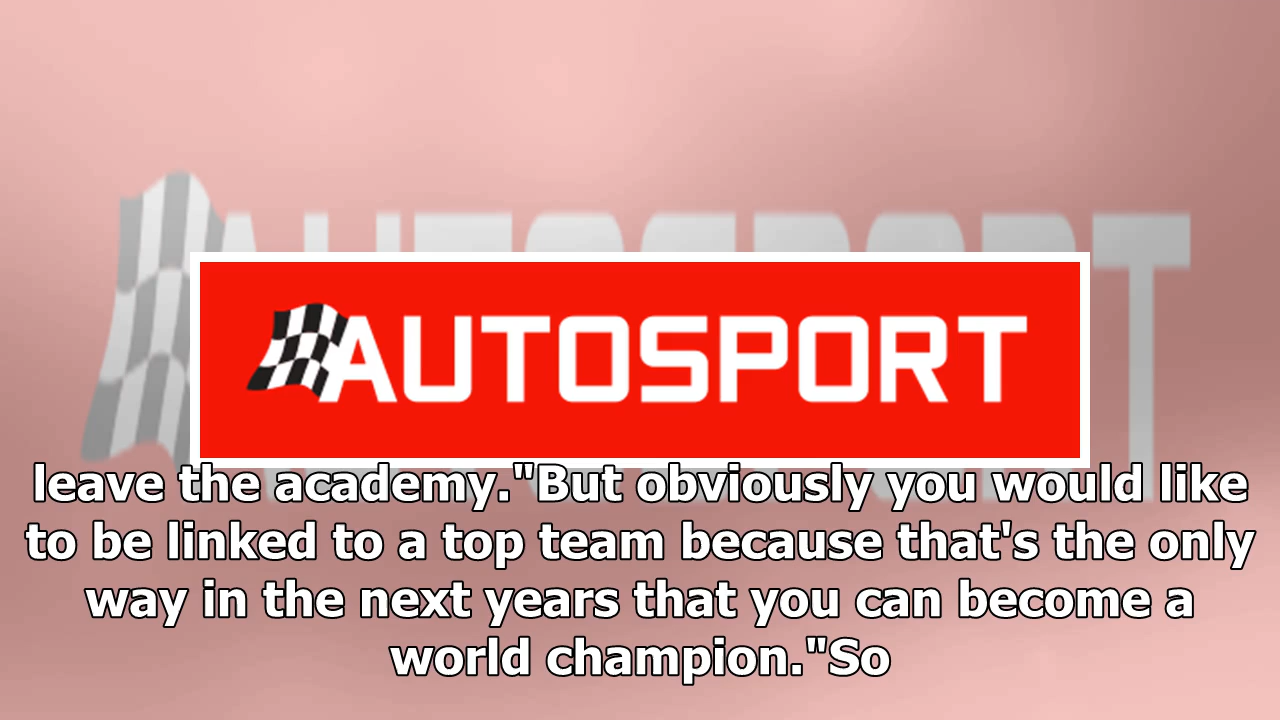 AUTOSPORT
leave the academy."But obviously you would like
to be linked to a top team because that's the only
way in the next years that you can become a
world champion."So